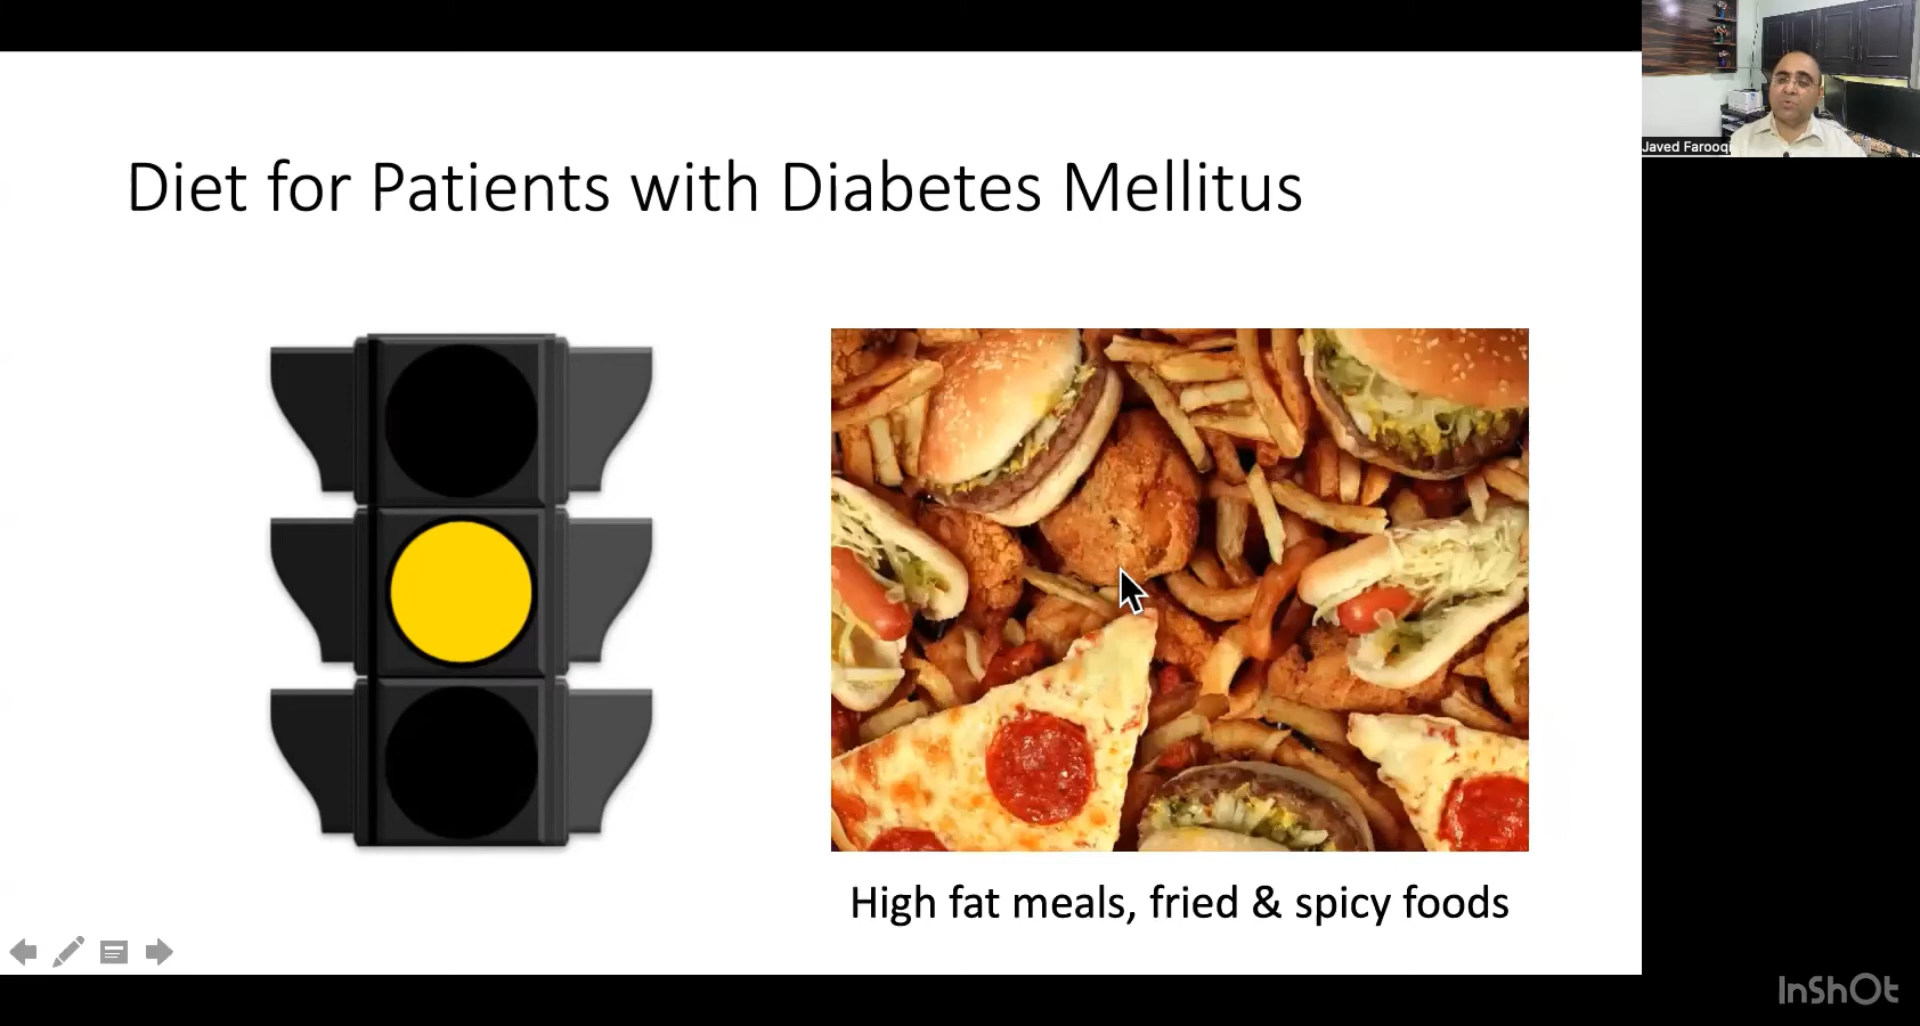 Diet for Patients with Diabetes Mellitus
Javed Farooqi
High fat meals, fried & spicy foods
InShOt